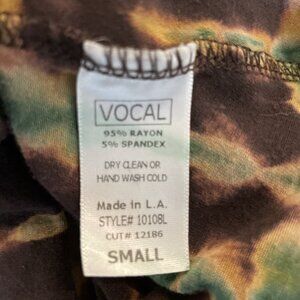 VOCAL
95% RAYON
5% SPANDEX
DRY CLEAN OR
HAND WASH COLD
Made in L.A.
STYLE# 10108L
CUT# 12186
SMALL